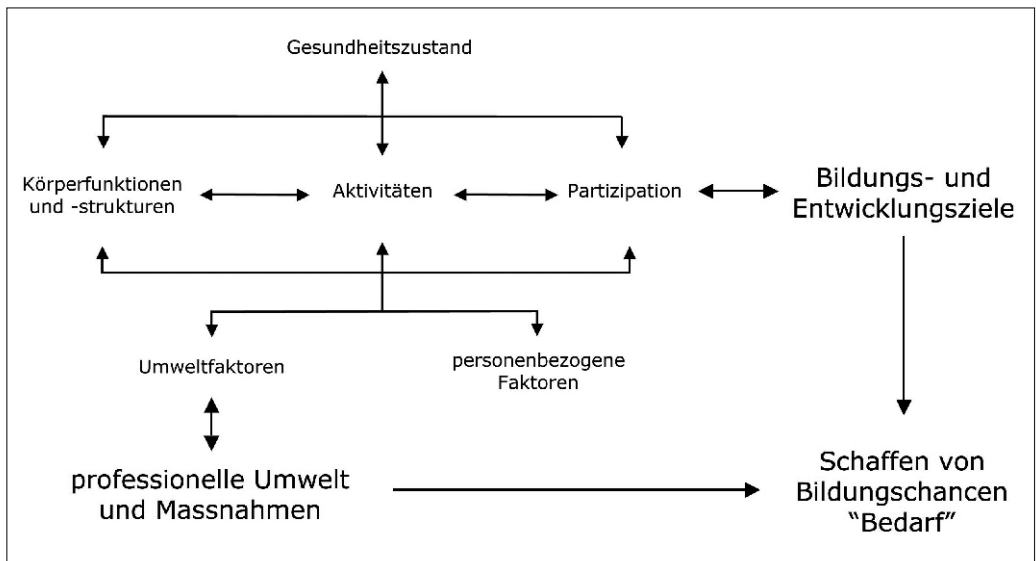 Gesundheitszustand
Körperfunktionen
und -strukturen
Aktivitäten
Partizipation
Bildungs- und
Entwicklungsziele
Umweltfaktoren
personenbezogene
Faktoren
professionelle Umwelt
und Massnahmen
Schaffen von
Bildungschancen
“Bedarf”